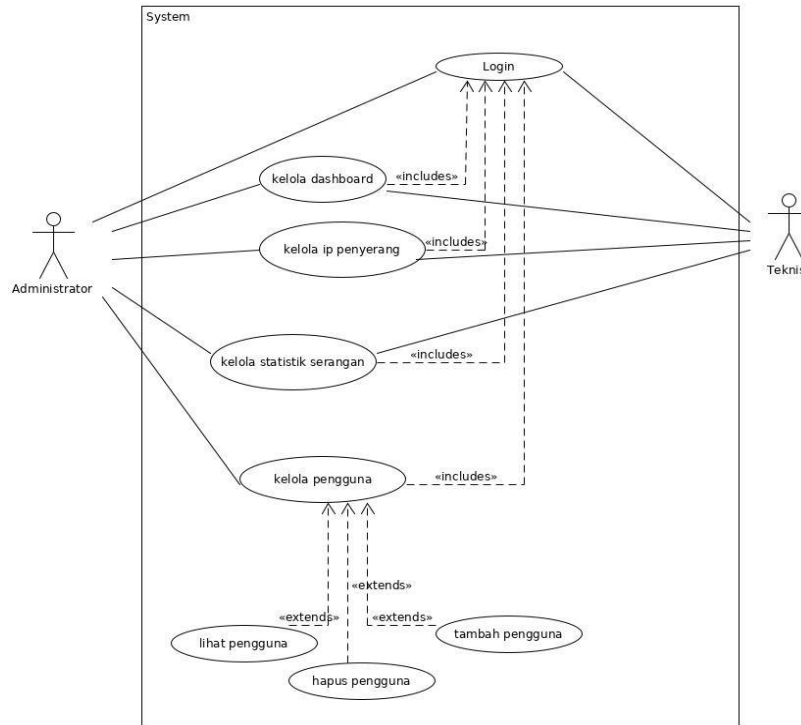 System
Login
kelola dashboard
«includes»
kelola ip penyerang
«includes»
Administrator
Teknis
kelola statistik serangan
«includes»
kelola pengguna
«includes»
«extends»
«extends»
«extends»
lihat pengguna
tambah pengguna
hapus pengguna